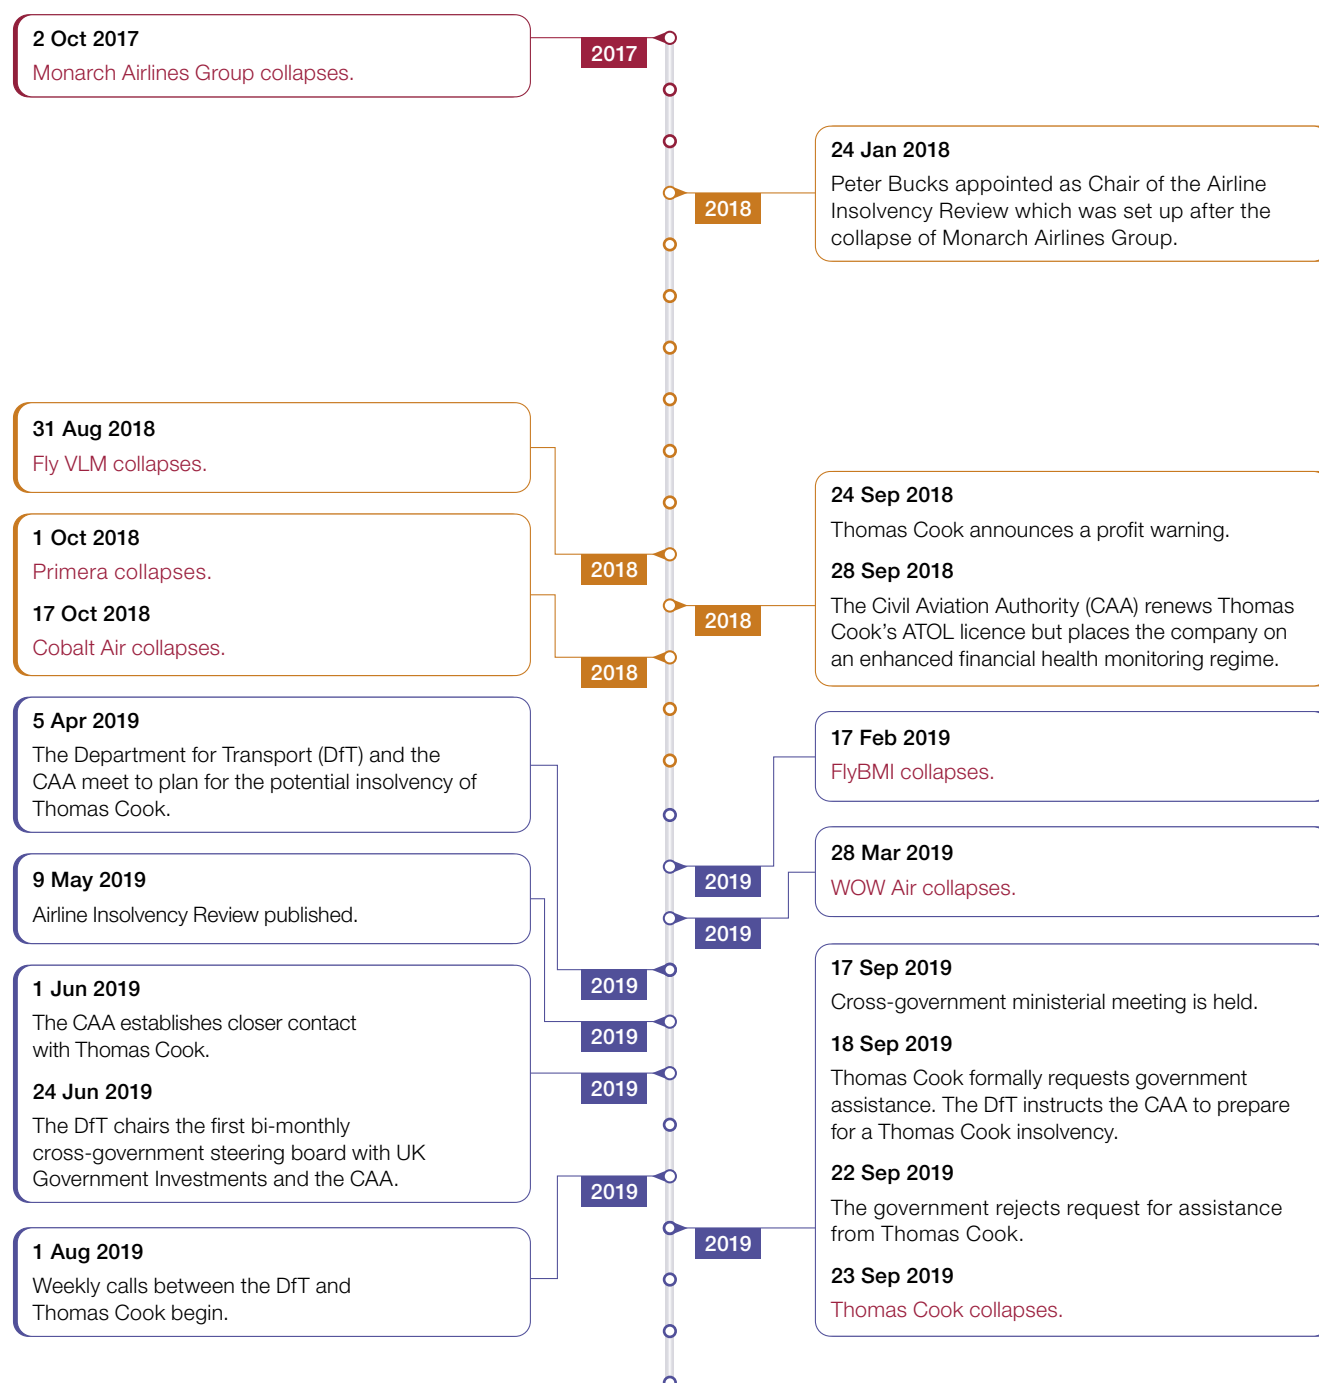 2 Oct 2017
Monarch Airlines Group collapses.
2017
24 Jan 2018
Peter Bucks appointed as Chair of the Airline
Insolvency Review which was set up after the
collapse of Monarch Airlines Group.
2018
31 Aug 2018
Fly VLM collapses.
2018
24 Sep 2018
Thomas Cook announces a profit warning.
28 Sep 2018
The Civil Aviation Authority (CAA) renews Thomas
Cook’s ATOL licence but places the company on
an enhanced financial health monitoring regime.
2018
1 Oct 2018
Primera collapses.
17 Oct 2018
Cobalt Air collapses.
2018
17 Feb 2019
FlyBMI collapses.
2019
28 Mar 2019
WOW Air collapses.
2019
5 Apr 2019
The Department for Transport (DfT) and the
CAA meet to plan for the potential insolvency of
Thomas Cook.
2019
9 May 2019
Airline Insolvency Review published.
2019
1 Jun 2019
The CAA establishes closer contact
with Thomas Cook.
24 Jun 2019
The DfT chairs the first bi-monthly
cross-government steering board with UK
Government Investments and the CAA.
2019
1 Aug 2019
Weekly calls between the DfT and
Thomas Cook begin.
2019
17 Sep 2019
Cross-government ministerial meeting is held.
18 Sep 2019
Thomas Cook formally requests government
assistance. The DfT instructs the CAA to prepare
for a Thomas Cook insolvency.
22 Sep 2019
The government rejects request for assistance
from Thomas Cook.
23 Sep 2019
Thomas Cook collapses.
2019